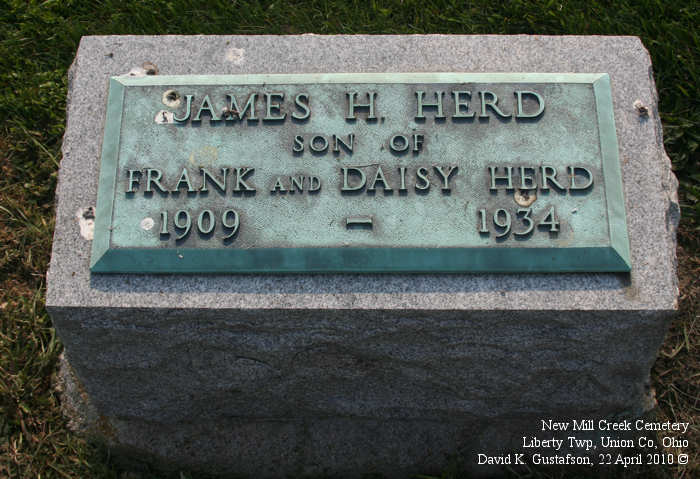 JAMES H. HERD
SON OF
FRANK AND DAISY HERD
1909 – 1934
New Mill Creek Cemetery
Liberty Twp, Union Co, Ohio
David K. Gustafson, 22 April 2010 ©